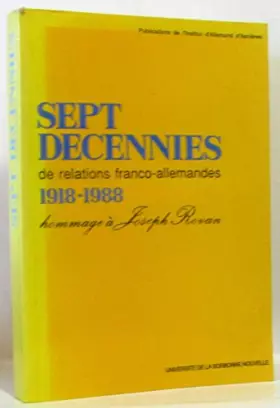 Publications de l'Institut d'Allemand d'Asnières
SEPT
DECENNIES
de relations franco-allemandes
1918-1988
hommage à Joseph Rovan
UNIVERSITE DE LA SORBONNE NOUVELLE